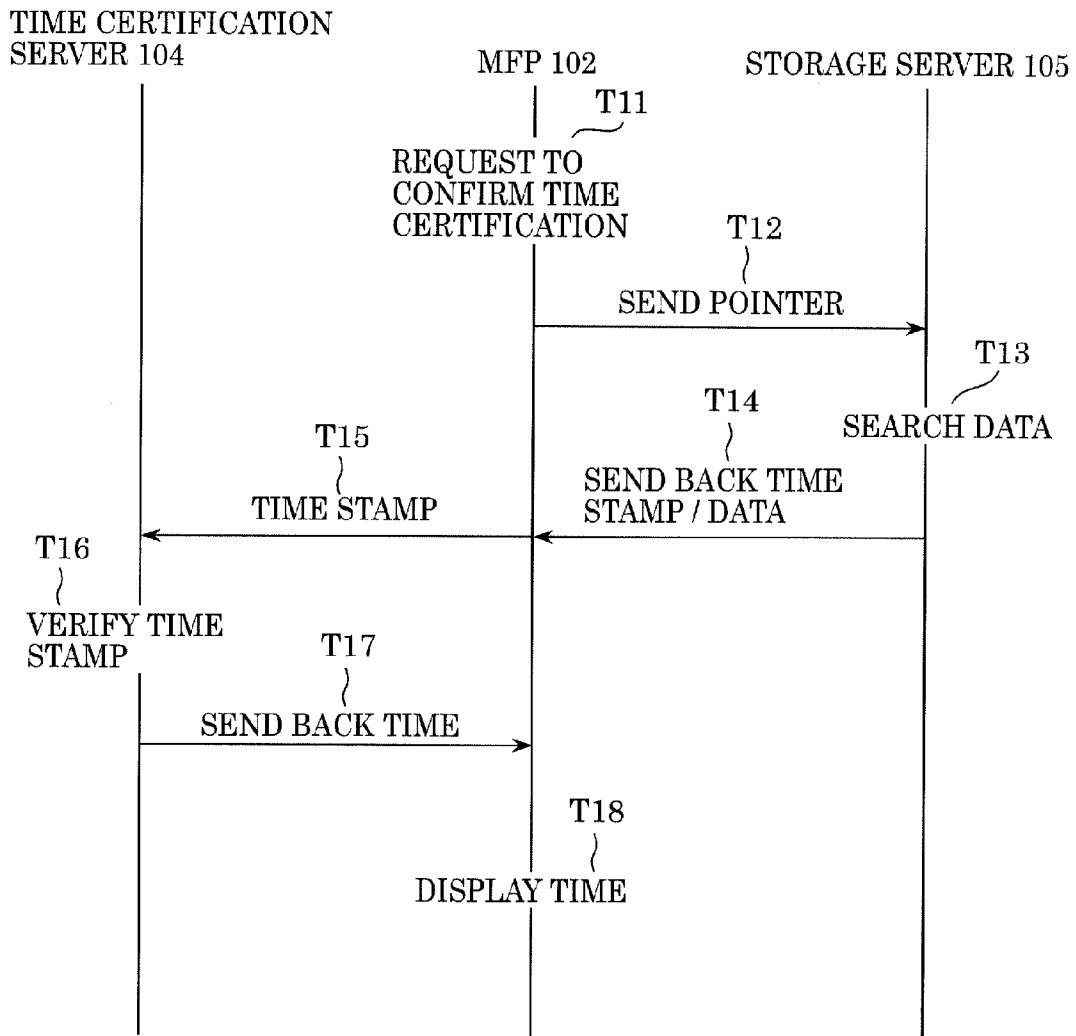 TIME CERTIFICATION
SERVER 104
MFP 102
STORAGE SERVER 105
T11
REQUEST TO
CONFIRM TIME
CERTIFICATION
T12
SEND POINTER
T13
SEARCH DATA
T14
SEND BACK TIME
STAMP / DATA
T15
TIME STAMP
T16
VERIFY TIME
STAMP
T17
SEND BACK TIME
T18
DISPLAY TIME